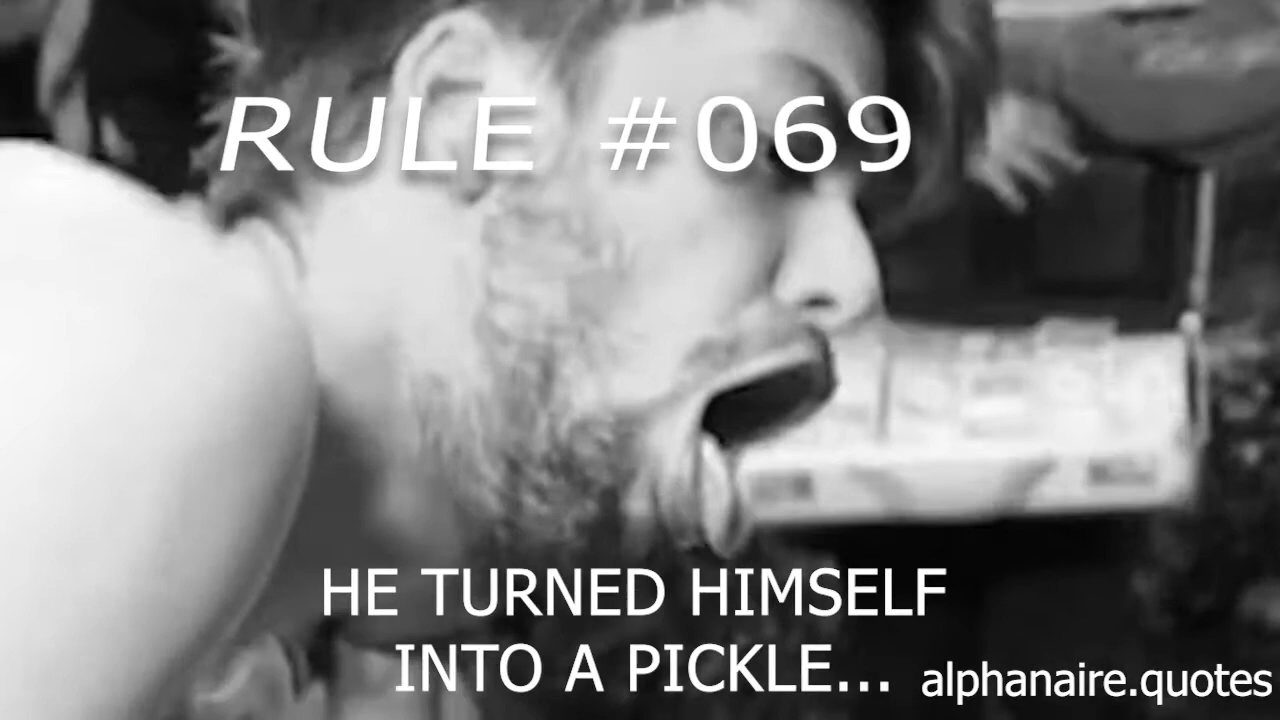 RULE #069
HE TURNED HIMSELF
INTO A PICKLE...
alphanaire.quotes